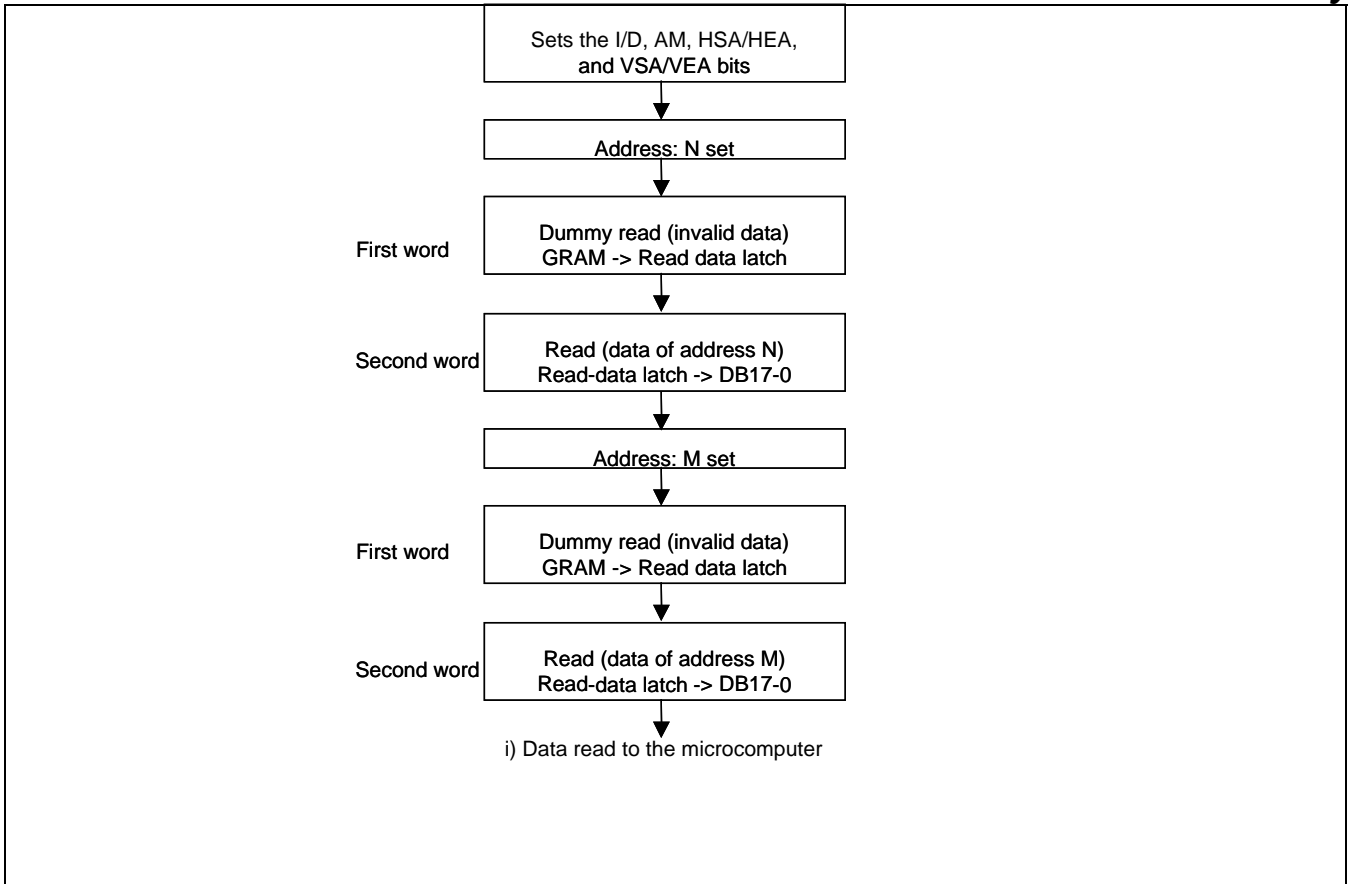 Sets the I/D, AM, HSA/HEA,
and VSA/VEA bits
Address: N set
First word
Dummy read (invalid data)
GRAM -> Read data latch
Second word
Read (data of address N)
Read-data latch -> DB17-0
Address: M set
First word
Dummy read (invalid data)
GRAM -> Read data latch
Second word
Read (data of address M)
Read-data latch -> DB17-0
i) Data read to the microcomputer